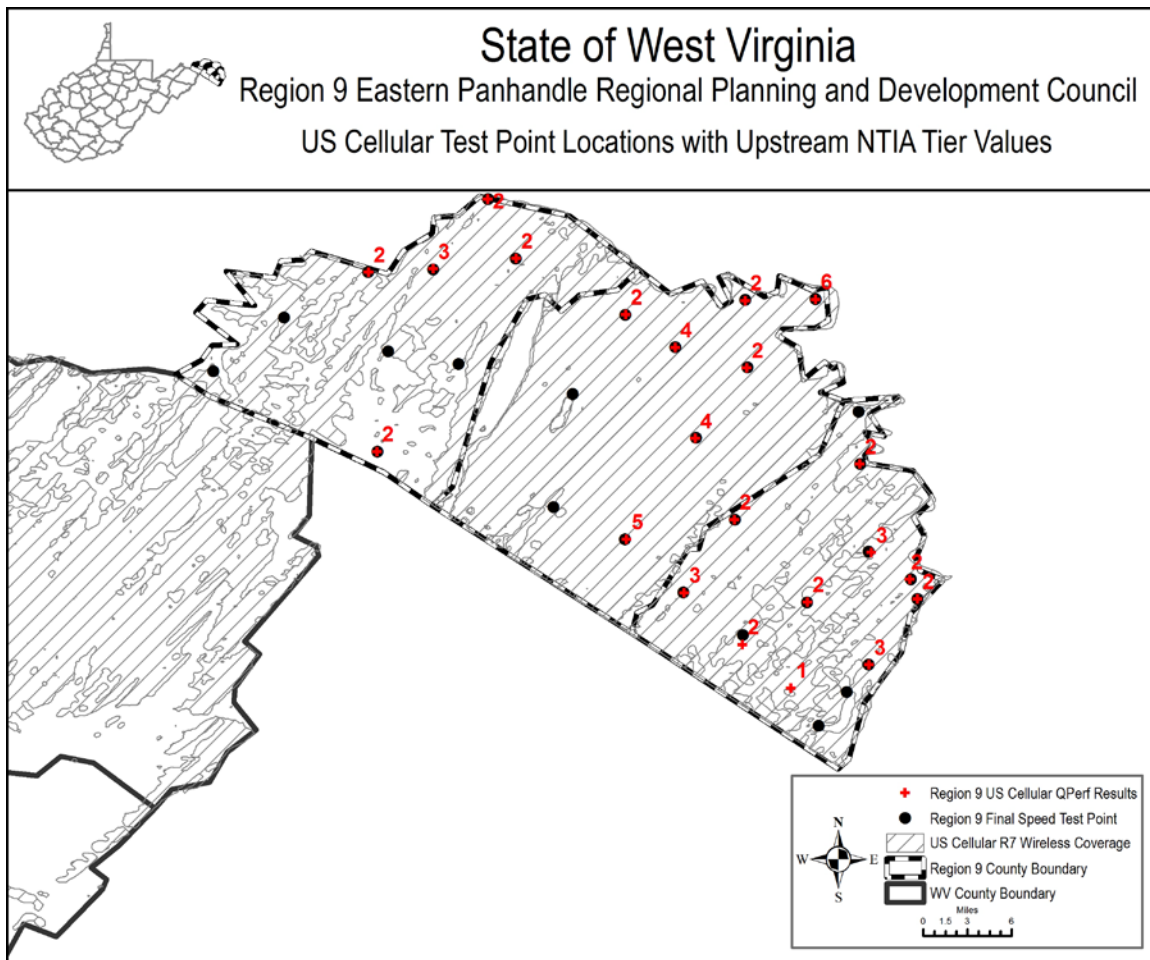 State of West Virginia
Region 9 Eastern Panhandle Regional Planning and Development Council
US Cellular Test Point Locations with Upstream NTIA Tier Values
2
2
3
2
2
2
6
4
2
4
2
2
5
2
3
3
2
2
2
2
3
1
Region 9 US Cellular QPerf Results
Region 9 Final Speed Test Point
US Cellular R7 Wireless Coverage
Region 9 County Boundary
WV County Boundary
N
W E
S
Miles
0 1.5 3 6